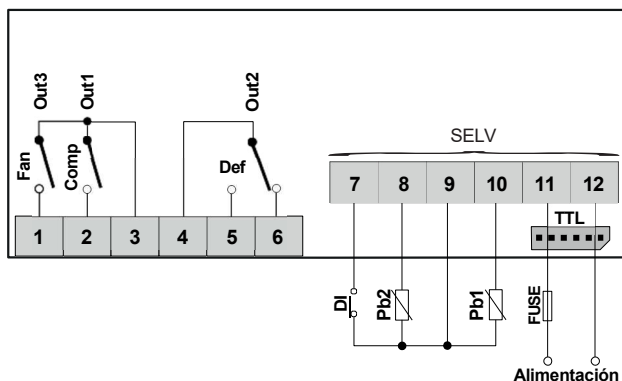 Out3
Out1
Out2
Fan
Comp
Def
SELV
1 2 3 4 5 6
7 8 9 10 11 12
TTL
DI
Pb2
Pb1
FUSE
Alimentación